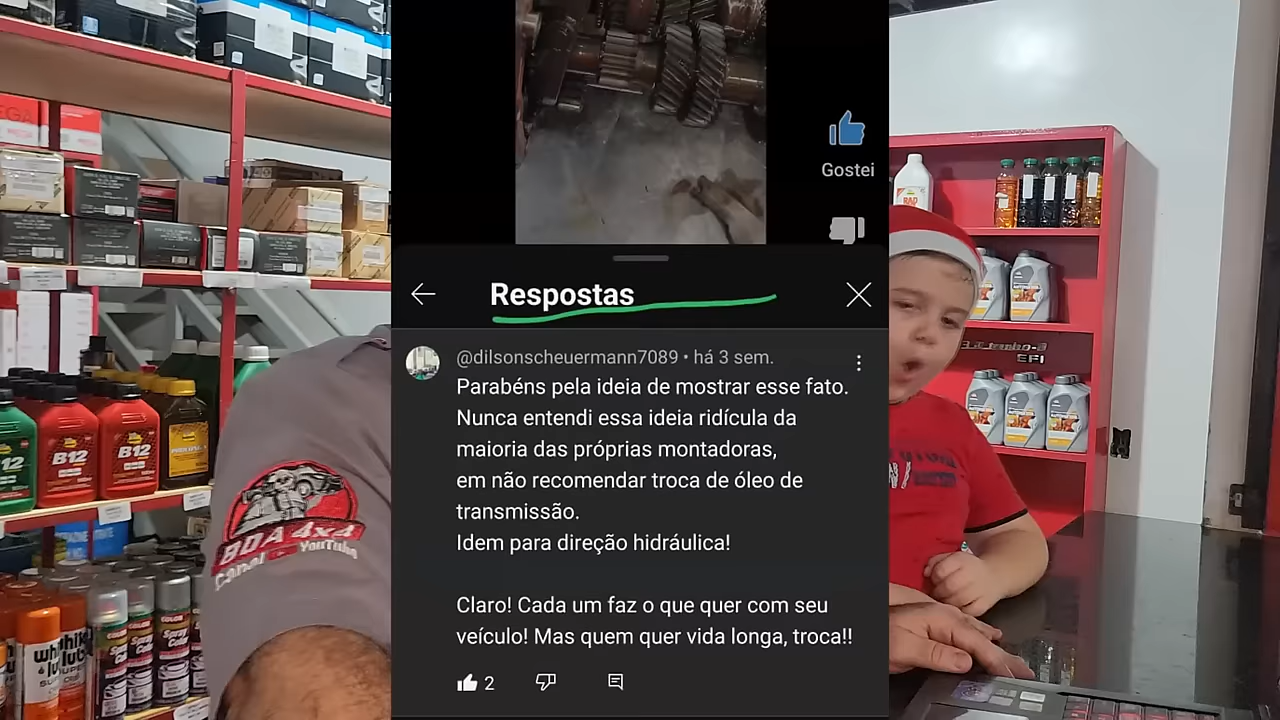 Gostei
Respostas
@dilsonscheuermann7089 • há 3 sem.
Parabéns pela ideia de mostrar esse fato.
Nunca entendi essa ideia ridícula da
maioria das próprias montadoras,
em não recomendar troca de óleo de
transmissão.
Idem para direção hidráulica!
Claro! Cada um faz o que quer com seu
veículo! Mas quem quer vida longa, troca!!
2
12
B12
B12
BDA 4x4
Canal YouTube
EFI